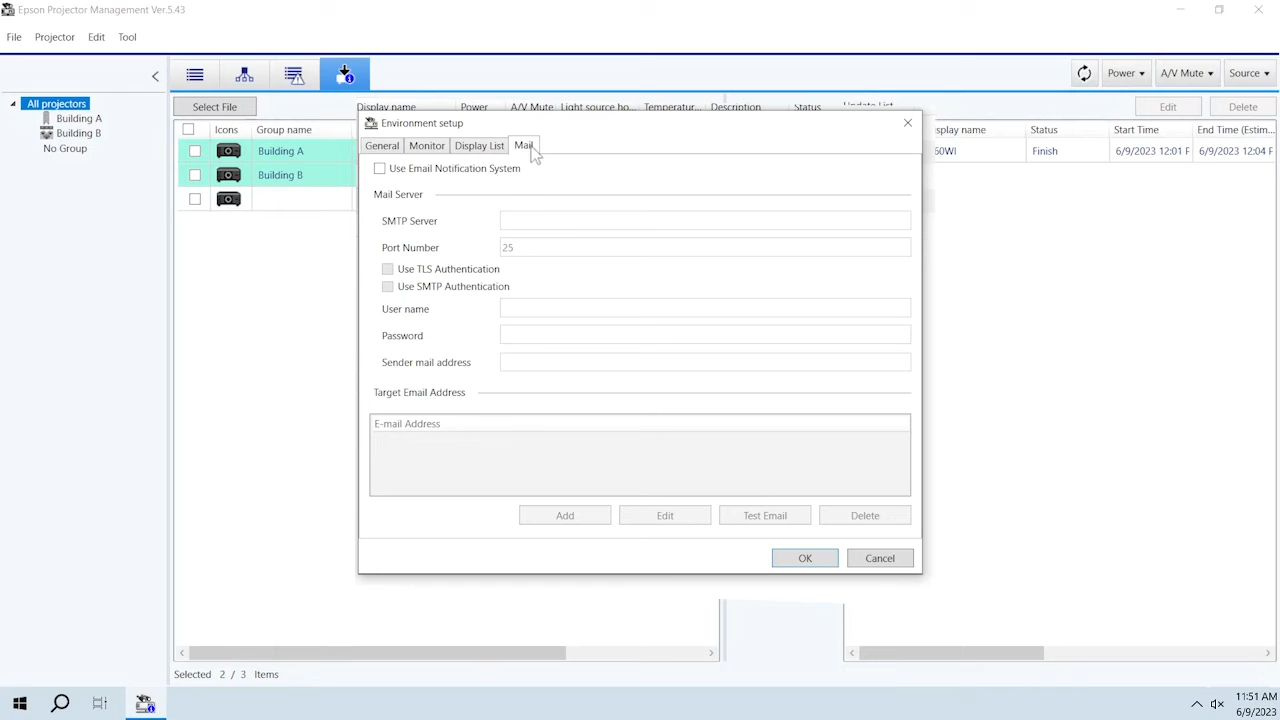 Epson Projector Management Ver.5.43
File Projector Edit Tool
Power A/V Mute Source
All projectors
Building A
Building B
No Group
Select File
Display name Power A/V Mute Light source ho... Temperatur... Description Status Update List
Edit Delete
Icons Group name
Building A
Building B
splay name Status Start Time End Time (Estim...
60WI Finish 6/9/2023 12:01 F 6/9/2023 12:04 F
Environment setup
General Monitor Display List Mail
Use Email Notification System
Mail Server
SMTP Server
Port Number 25
Use TLS Authentication
Use SMTP Authentication
User name
Password
Sender mail address
Target Email Address
E-mail Address
Add Edit Test Email Delete
OK Cancel
Selected 2 / 3 Items
11:51 AM
6/9/2023